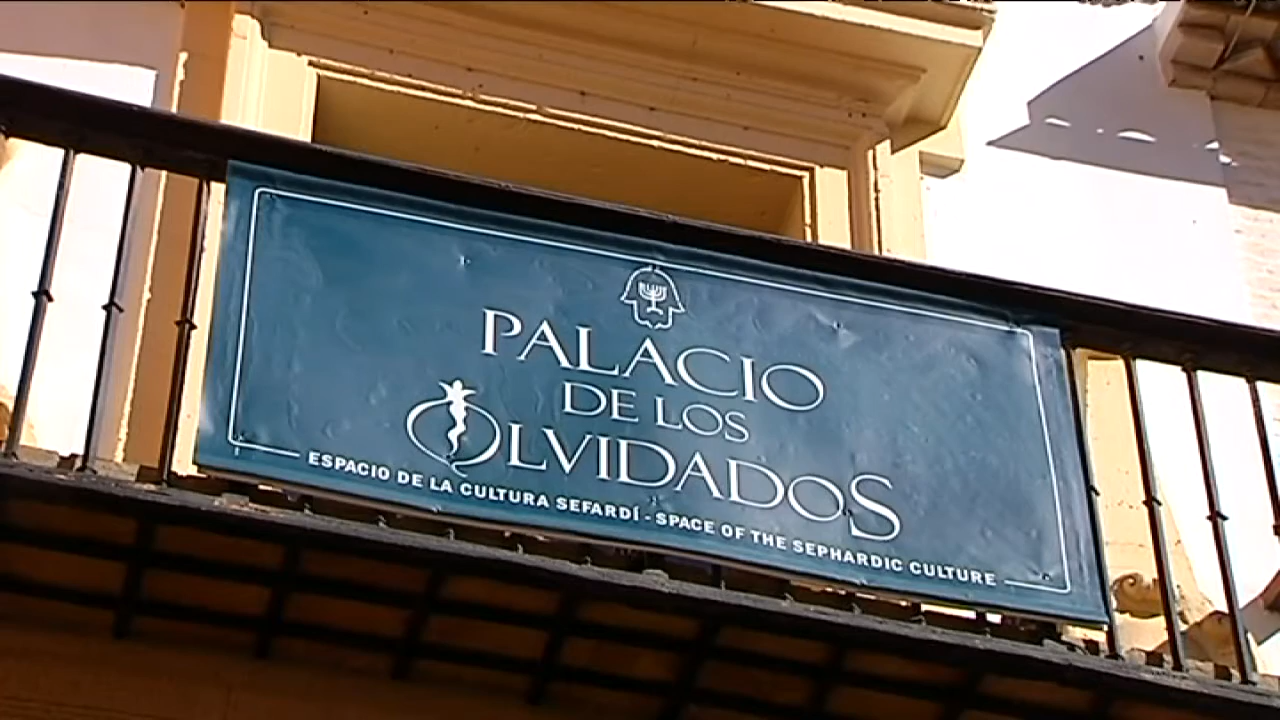 PALACIO
DE LOS
OLVIDADOS
ESPACIO DE LA CULTURA SEFARDÍ - SPACE OF THE SEPHARDIC CULTURE